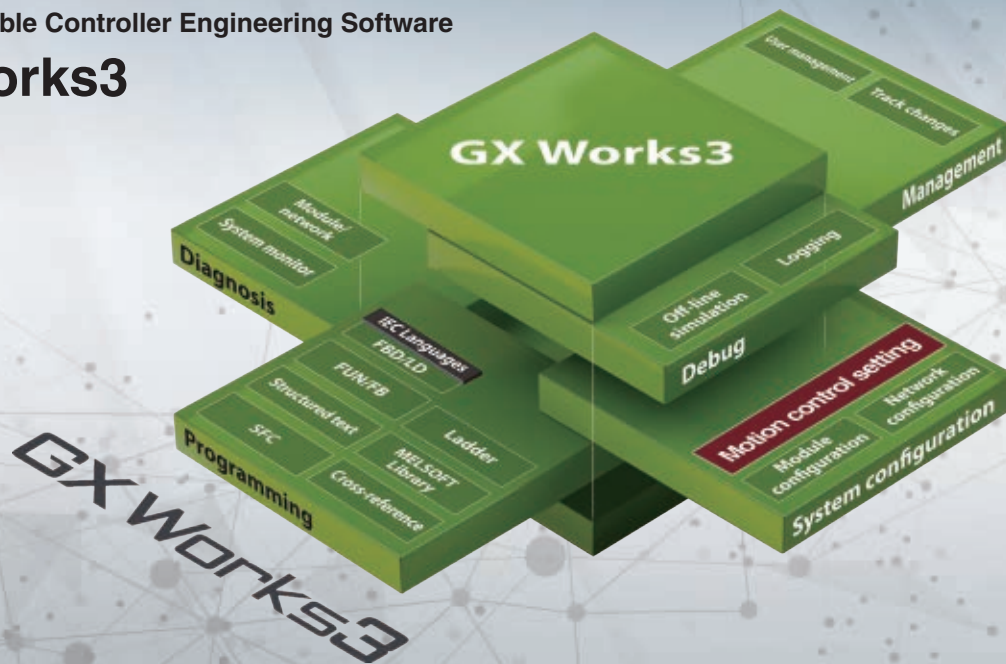 ble Controller Engineering Software
orks3
GX Works3
User management
Track changes
Management
Module/
network
System monitor
Diagnosis
Logging
Off-line
simulation
Debug
IEC Languages
FBD/LD
FUN/FB
Structured text
SFC
Ladder
MELSOFT
Library
Cross-reference
Programming
Motion control setting
Network
configuration
Module
configuration
System configuration
GX Works3